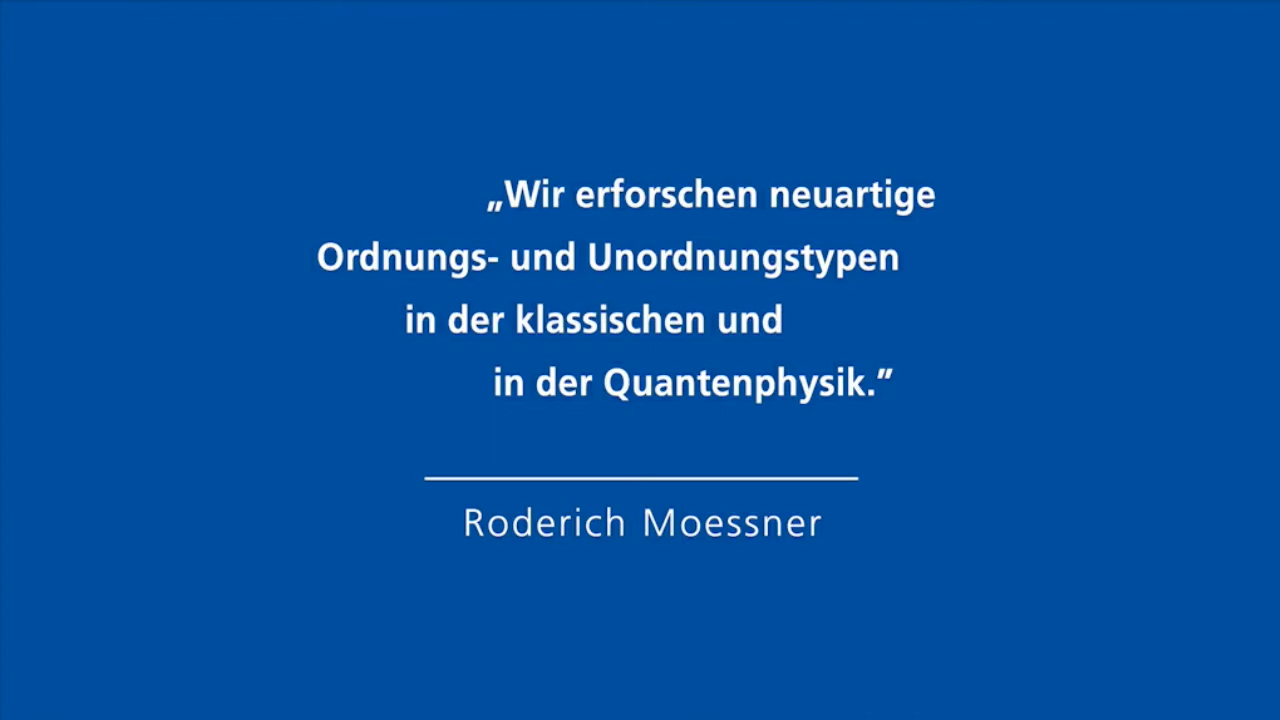 „Wir erforschen neuartige
Ordnungs- und Unordnungstypen
in der klassischen und
in der Quantenphysik.”
Roderich Moessner